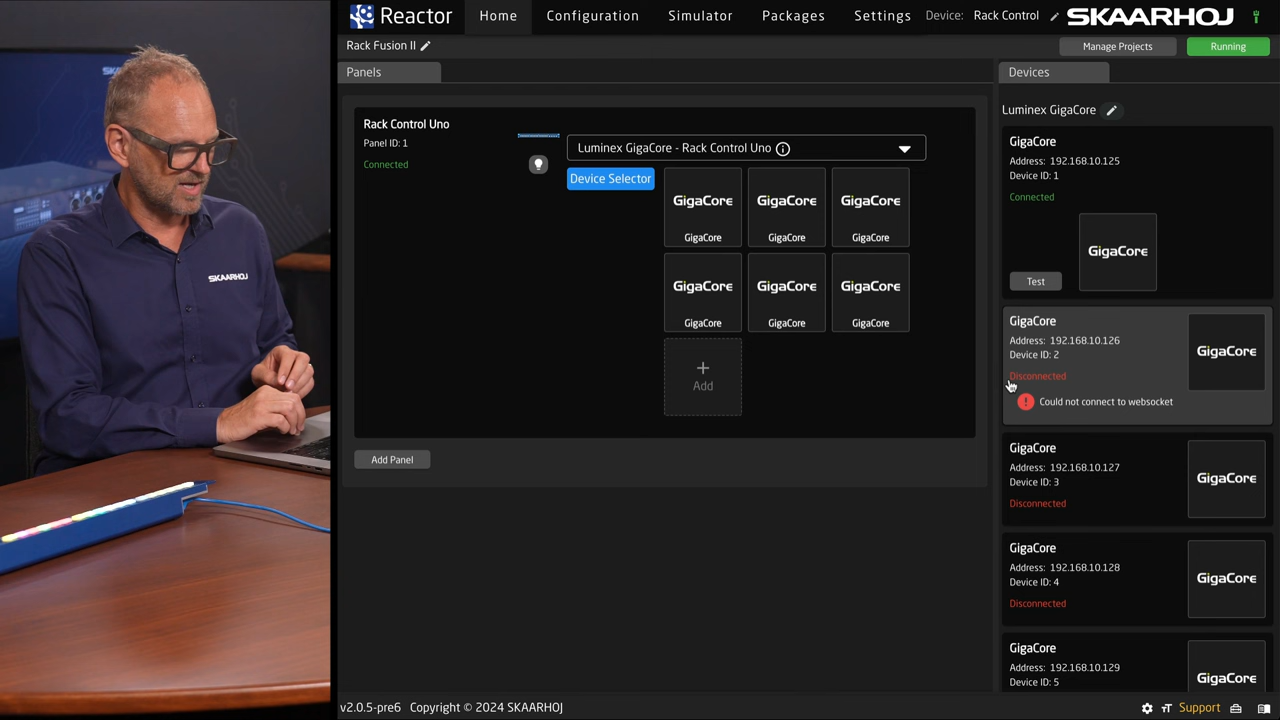 Reactor
Home
Configuration
Simulator
Packages
Settings
Device: Rack Control
SKAARHOJ
Rack Fusion II
Manage Projects
Running
Panels
Rack Control Uno
Panel ID: 1
Connected
Luminex GigaCore - Rack Control Uno
Device Selector
GigaCore
GigaCore
GigaCore
GigaCore
GigaCore
GigaCore
GigaCore
GigaCore
GigaCore
GigaCore
GigaCore
GigaCore
+
Add
Add Panel
Devices
Luminex GigaCore
GigaCore
Address: 192.168.10.125
Device ID: 1
Connected
GigaCore
Test
GigaCore
Address: 192.168.10.126
Device ID: 2
Disconnected
Could not connect to websocket
GigaCore
GigaCore
Address: 192.168.10.127
Device ID: 3
Disconnected
GigaCore
GigaCore
Address: 192.168.10.128
Device ID: 4
Disconnected
GigaCore
GigaCore
Address: 192.168.10.129
Device ID: 5
GigaCore
SKAARHOJ
v2.0.5-pre6 Copyright © 2024 SKAARHOJ
Support